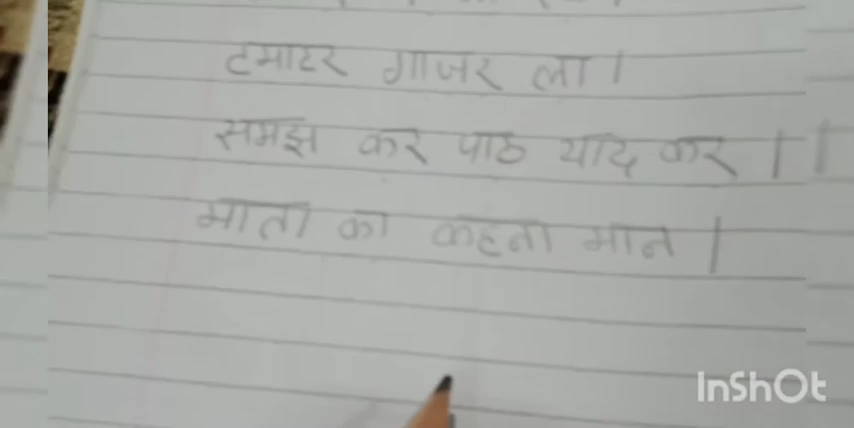 टमाटर गाजर ला।
समझ कर पाठ याद कर।
माता का कहना मान।
InShOt